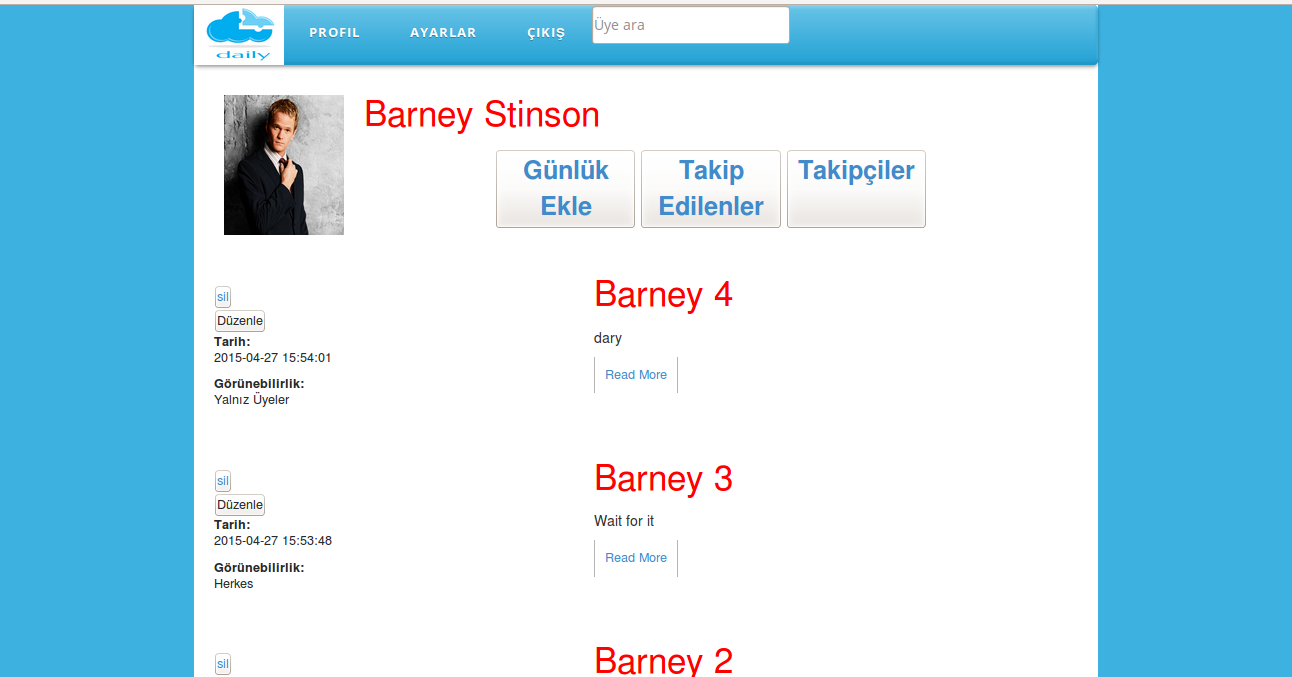 daily
PROFIL
AYARLAR
ÇIKIŞ
Üye ara
Barney Stinson
Günlük
Ekle
Takip
Edilenler
Takipçiler
sil
Düzenle
Tarih:
2015-04-27 15:54:01
Görünebilirlik:
Yalnız Üyeler
Barney 4
dary
Read More
sil
Düzenle
Tarih:
2015-04-27 15:53:48
Görünebilirlik:
Herkes
Barney 3
Wait for it
Read More
sil
Barney 2